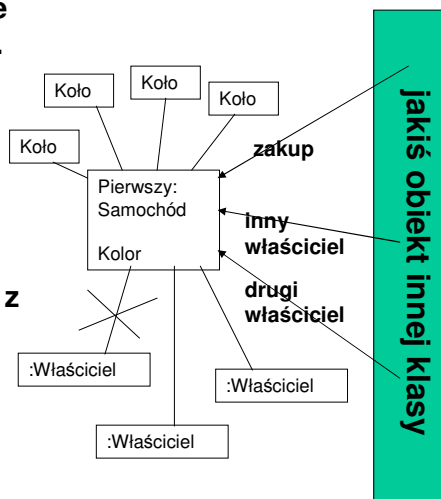 e
.
Koło
Koło
Koło
Koło
zakup
Pierwszy:
Samochód
Kolor
inny
właściciel
drugi
właściciel
z
:Właściciel
:Właściciel
:Właściciel
jakiś obiekt innej klasy